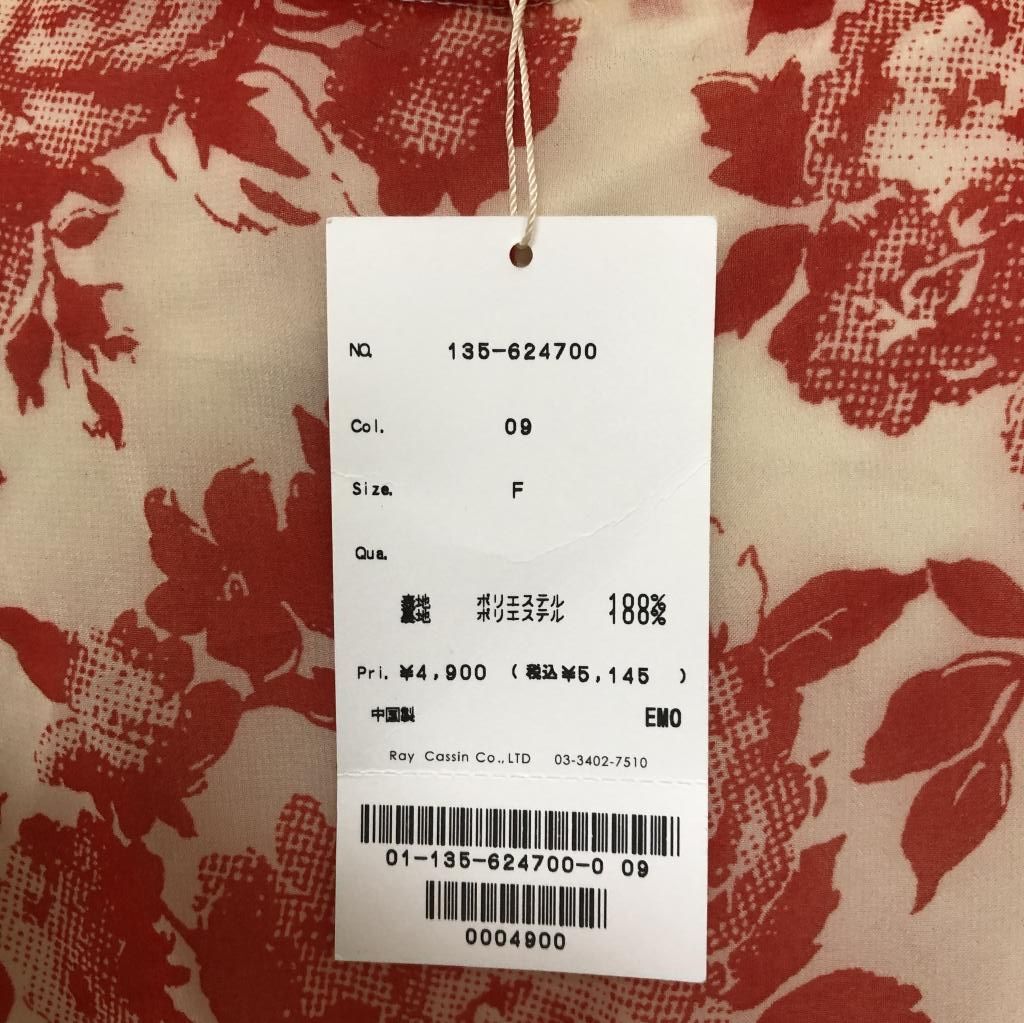 NO. 135-624700
Col. 09
Size. F
Qua.
表地 ポリエステル 100%
裏地 ポリエステル 100%
Pri. ¥4,900 (税込¥5,145 )
中国製 EMO
Ray Cassin Co.,LTD 03-3402-7510
01-135-624700-0 09
0004900